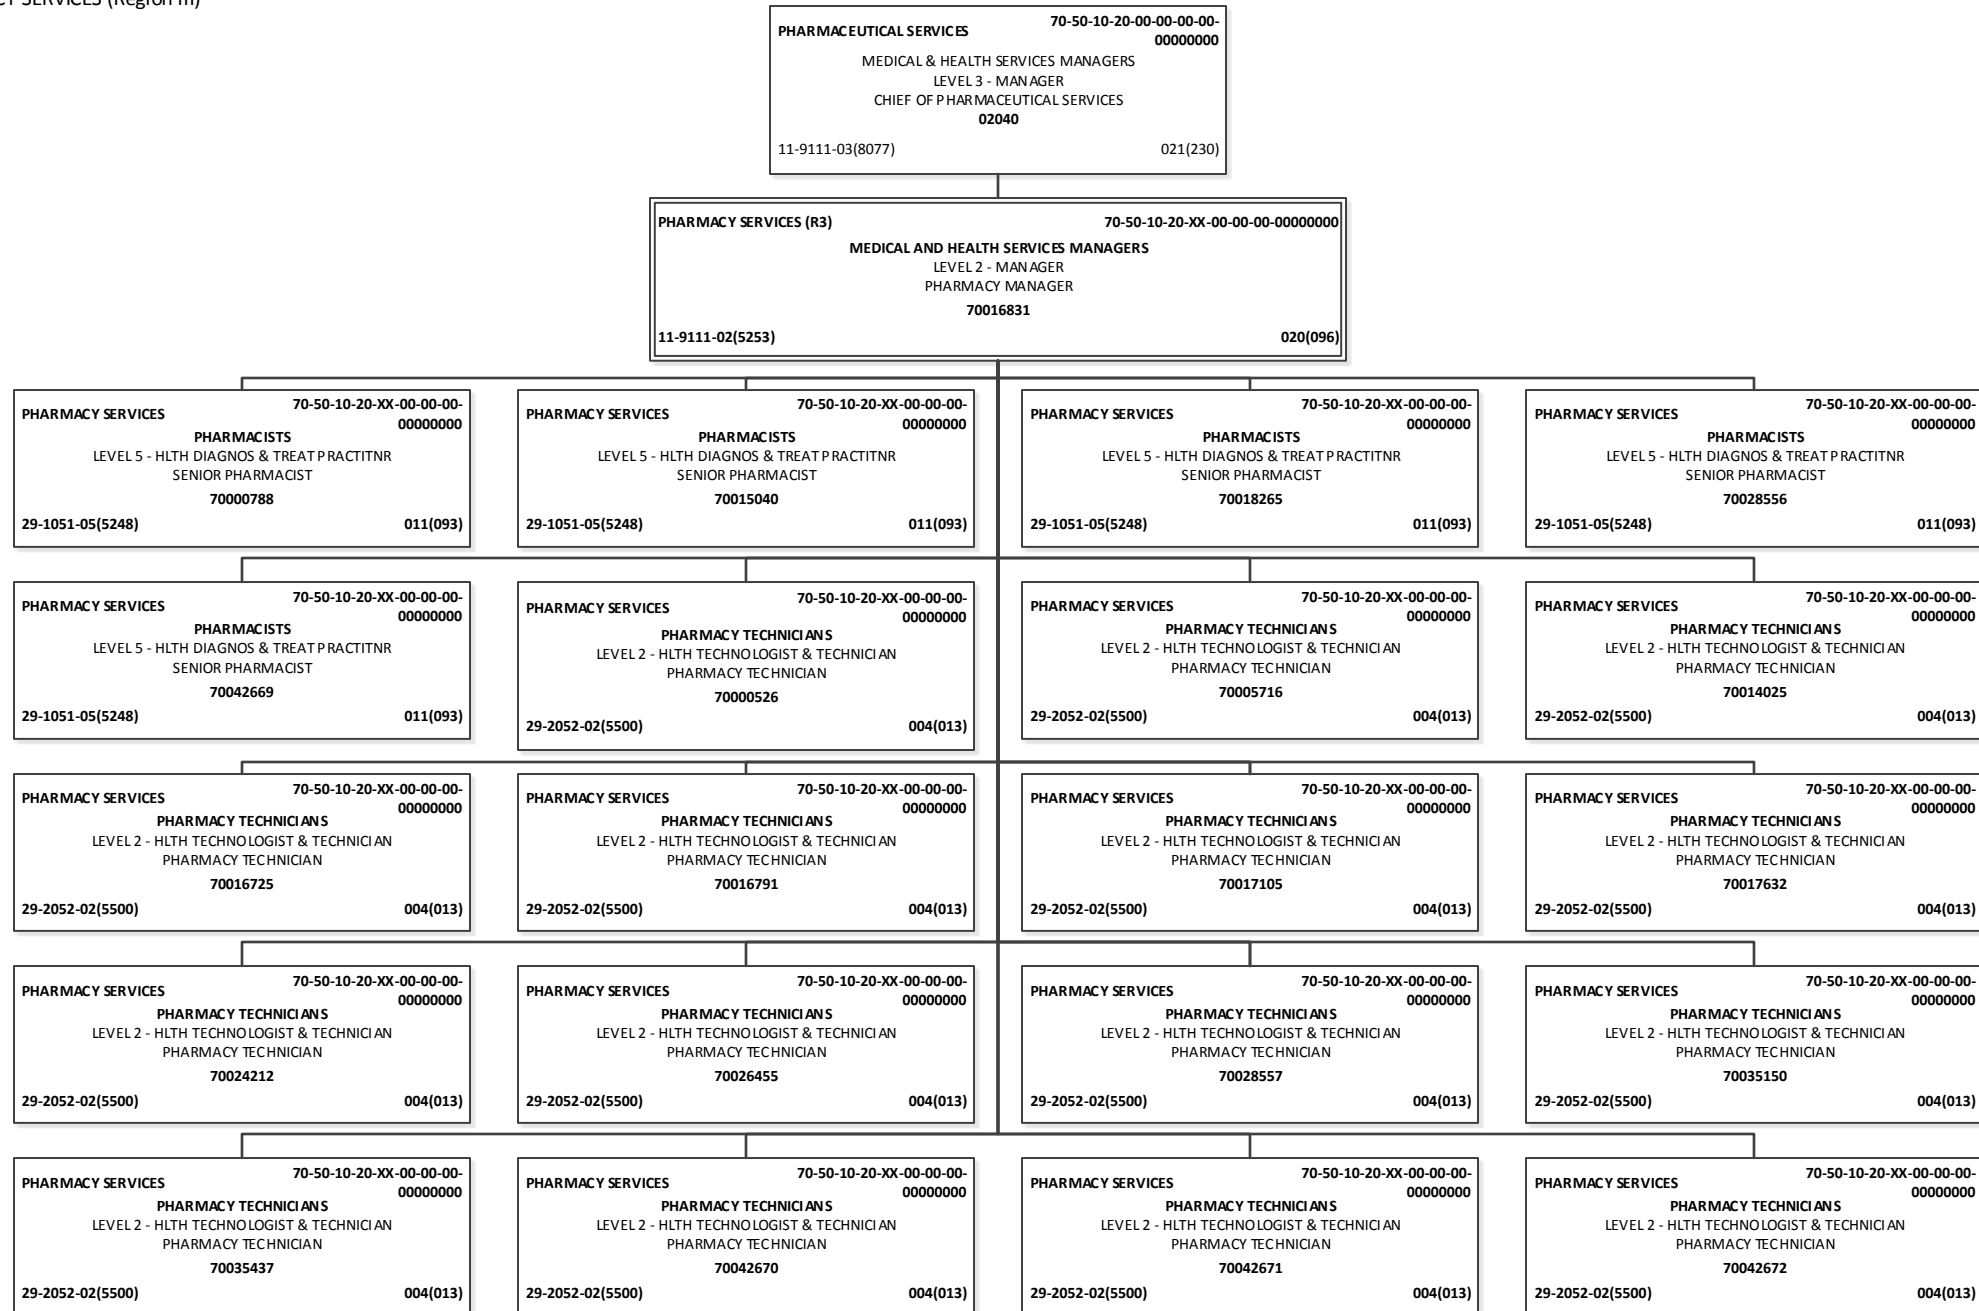 SERVICES (Region III)
PHARMACEUTICAL SERVICES
70-50-10-20-00-00-00-00-
00000000
MEDICAL & HEALTH SERVICES MANAGERS
LEVEL 3 - MANAGER
CHIEF OF PHARMACEUTICAL SERVICES
02040
11-9111-03(8077)
021(230)
PHARMACY SERVICES (R3)
70-50-10-20-XX-00-00-00-00000000
MEDICAL AND HEALTH SERVICES MANAGERS
LEVEL 2 - MANAGER
PHARMACY MANAGER
70016831
11-9111-02(5253)
020(096)
PHARMACY SERVICES
70-50-10-20-XX-00-00-00-
00000000
PHARMACISTS
LEVEL 5 - HLTH DIAGNOS & TREAT PRACTITNR
SENIOR PHARMACIST
70000788
29-1051-05(5248)
011(093)
PHARMACY SERVICES
70-50-10-20-XX-00-00-00-
00000000
PHARMACISTS
LEVEL 5 - HLTH DIAGNOS & TREAT PRACTITNR
SENIOR PHARMACIST
70015040
29-1051-05(5248)
011(093)
PHARMACY SERVICES
70-50-10-20-XX-00-00-00-
00000000
PHARMACISTS
LEVEL 5 - HLTH DIAGNOS & TREAT PRACTITNR
SENIOR PHARMACIST
70018265
29-1051-05(5248)
011(093)
PHARMACY SERVICES
70-50-10-20-XX-00-00-00-
00000000
PHARMACISTS
LEVEL 5 - HLTH DIAGNOS & TREAT PRACTITNR
SENIOR PHARMACIST
70028556
29-1051-05(5248)
011(093)
PHARMACY SERVICES
70-50-10-20-XX-00-00-00-
00000000
PHARMACISTS
LEVEL 5 - HLTH DIAGNOS & TREAT PRACTITNR
SENIOR PHARMACIST
70042669
29-1051-05(5248)
011(093)
PHARMACY SERVICES
70-50-10-20-XX-00-00-00-
00000000
PHARMACY TECHNICIANS
LEVEL 2 - HLTH TECHNOLOGIST & TECHNICIAN
PHARMACY TECHNICIAN
70000526
29-2052-02(5500)
004(013)
PHARMACY SERVICES
70-50-10-20-XX-00-00-00-
00000000
PHARMACY TECHNICIANS
LEVEL 2 - HLTH TECHNOLOGIST & TECHNICIAN
PHARMACY TECHNICIAN
70005716
29-2052-02(5500)
004(013)
PHARMACY SERVICES
70-50-10-20-XX-00-00-00-
00000000
PHARMACY TECHNICIANS
LEVEL 2 - HLTH TECHNOLOGIST & TECHNICIAN
PHARMACY TECHNICIAN
70014025
29-2052-02(5500)
004(013)
PHARMACY SERVICES
70-50-10-20-XX-00-00-00-
00000000
PHARMACY TECHNICIANS
LEVEL 2 - HLTH TECHNOLOGIST & TECHNICIAN
PHARMACY TECHNICIAN
70016725
29-2052-02(5500)
004(013)
PHARMACY SERVICES
70-50-10-20-XX-00-00-00-
00000000
PHARMACY TECHNICIANS
LEVEL 2 - HLTH TECHNOLOGIST & TECHNICIAN
PHARMACY TECHNICIAN
70016791
29-2052-02(5500)
004(013)
PHARMACY SERVICES
70-50-10-20-XX-00-00-00-
00000000
PHARMACY TECHNICIANS
LEVEL 2 - HLTH TECHNOLOGIST & TECHNICIAN
PHARMACY TECHNICIAN
70017105
29-2052-02(5500)
004(013)
PHARMACY SERVICES
70-50-10-20-XX-00-00-00-
00000000
PHARMACY TECHNICIANS
LEVEL 2 - HLTH TECHNOLOGIST & TECHNICIAN
PHARMACY TECHNICIAN
70017632
29-2052-02(5500)
004(013)
PHARMACY SERVICES
70-50-10-20-XX-00-00-00-
00000000
PHARMACY TECHNICIANS
LEVEL 2 - HLTH TECHNOLOGIST & TECHNICIAN
PHARMACY TECHNICIAN
70024212
29-2052-02(5500)
004(013)
PHARMACY SERVICES
70-50-10-20-XX-00-00-00-
00000000
PHARMACY TECHNICIANS
LEVEL 2 - HLTH TECHNOLOGIST & TECHNICIAN
PHARMACY TECHNICIAN
70026455
29-2052-02(5500)
004(013)
PHARMACY SERVICES
70-50-10-20-XX-00-00-00-
00000000
PHARMACY TECHNICIANS
LEVEL 2 - HLTH TECHNOLOGIST & TECHNICIAN
PHARMACY TECHNICIAN
70028557
29-2052-02(5500)
004(013)
PHARMACY SERVICES
70-50-10-20-XX-00-00-00-
00000000
PHARMACY TECHNICIANS
LEVEL 2 - HLTH TECHNOLOGIST & TECHNICIAN
PHARMACY TECHNICIAN
70035150
29-2052-02(5500)
004(013)
PHARMACY SERVICES
70-50-10-20-XX-00-00-00-
00000000
PHARMACY TECHNICIANS
LEVEL 2 - HLTH TECHNOLOGIST & TECHNICIAN
PHARMACY TECHNICIAN
70035437
29-2052-02(5500)
004(013)
PHARMACY SERVICES
70-50-10-20-XX-00-00-00-
00000000
PHARMACY TECHNICIANS
LEVEL 2 - HLTH TECHNOLOGIST & TECHNICIAN
PHARMACY TECHNICIAN
70042670
29-2052-02(5500)
004(013)
PHARMACY SERVICES
70-50-10-20-XX-00-00-00-
00000000
PHARMACY TECHNICIANS
LEVEL 2 - HLTH TECHNOLOGIST & TECHNICIAN
PHARMACY TECHNICIAN
70042671
29-2052-02(5500)
004(013)
PHARMACY SERVICES
70-50-10-20-XX-00-00-00-
00000000
PHARMACY TECHNICIANS
LEVEL 2 - HLTH TECHNOLOGIST & TECHNICIAN
PHARMACY TECHNICIAN
70042672
29-2052-02(5500)
004(013)